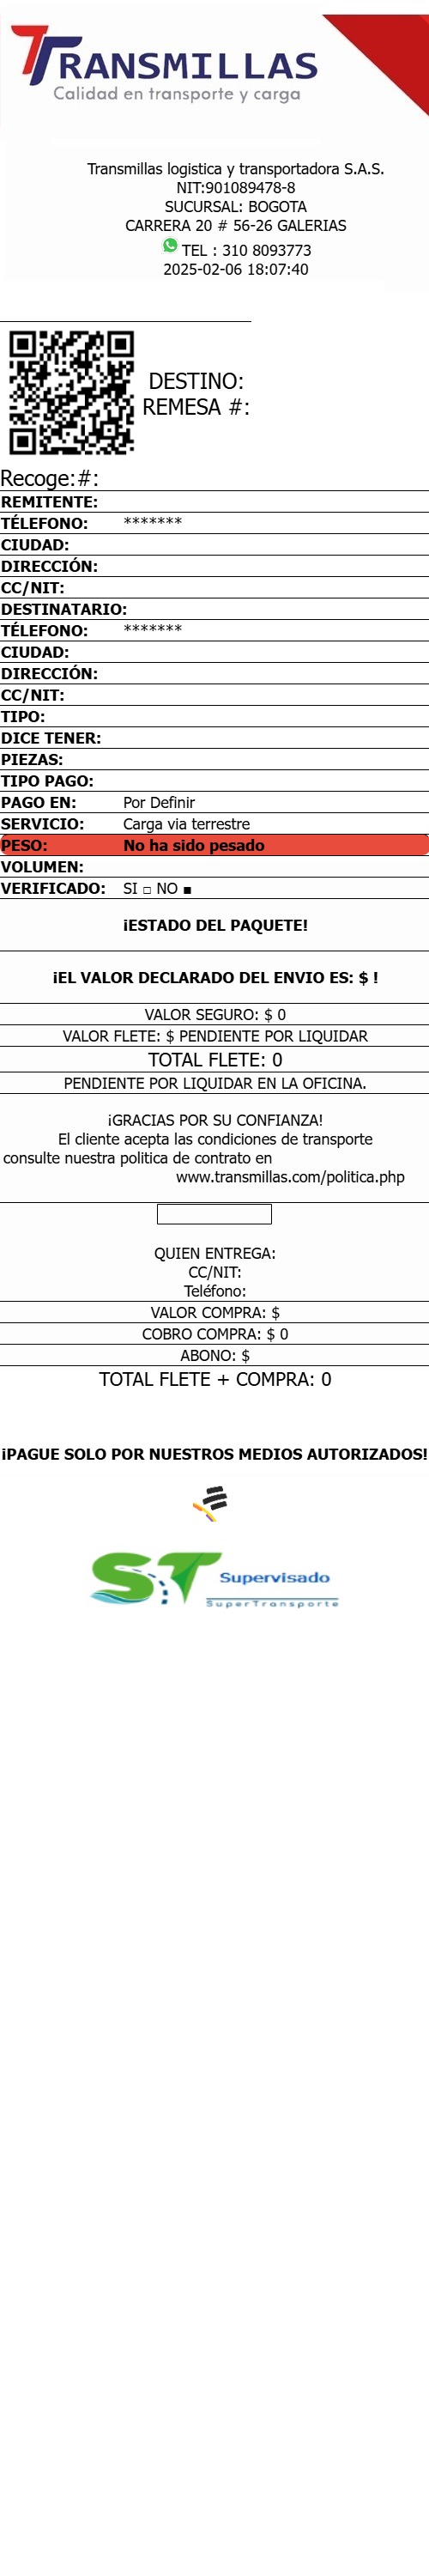 TRANSMILLAS
Calidad en transporte y carga
Transmillas logistica y transportadora S.A.S.
NIT:901089478-8
SUCURSAL: BOGOTA
CARRERA 20 # 56-26 GALERIAS
TEL : 310 8093773
2025-02-06 18:07:40
DESTINO:
REMESA #:
Recoge:#:
REMITENTE:
TÉLEFONO: *******
CIUDAD:
DIRECCIÓN:
CC/NIT:
DESTINATARIO:
TÉLEFONO: *******
CIUDAD:
DIRECCIÓN:
CC/NIT:
TIPO:
DICE TENER:
PIEZAS:
TIPO PAGO:
PAGO EN: Por Definir
SERVICIO: Carga via terrestre
PESO: No ha sido pesado
VOLUMEN:
VERIFICADO: SI □ NO ■
¡ESTADO DEL PAQUETE!
¡EL VALOR DECLARADO DEL ENVIO ES: $ !
VALOR SEGURO: $ 0
VALOR FLETE: $ PENDIENTE POR LIQUIDAR
TOTAL FLETE: 0
PENDIENTE POR LIQUIDAR EN LA OFICINA.
¡GRACIAS POR SU CONFIANZA!
El cliente acepta las condiciones de transporte
consulte nuestra politica de contrato en
www.transmillas.com/politica.php
QUIEN ENTREGA:
CC/NIT:
Teléfono:
VALOR COMPRA: $
COBRO COMPRA: $ 0
ABONO: $
TOTAL FLETE + COMPRA: 0
¡PAGUE SOLO POR NUESTROS MEDIOS AUTORIZADOS!
ST Supervisado
SuperTransporte